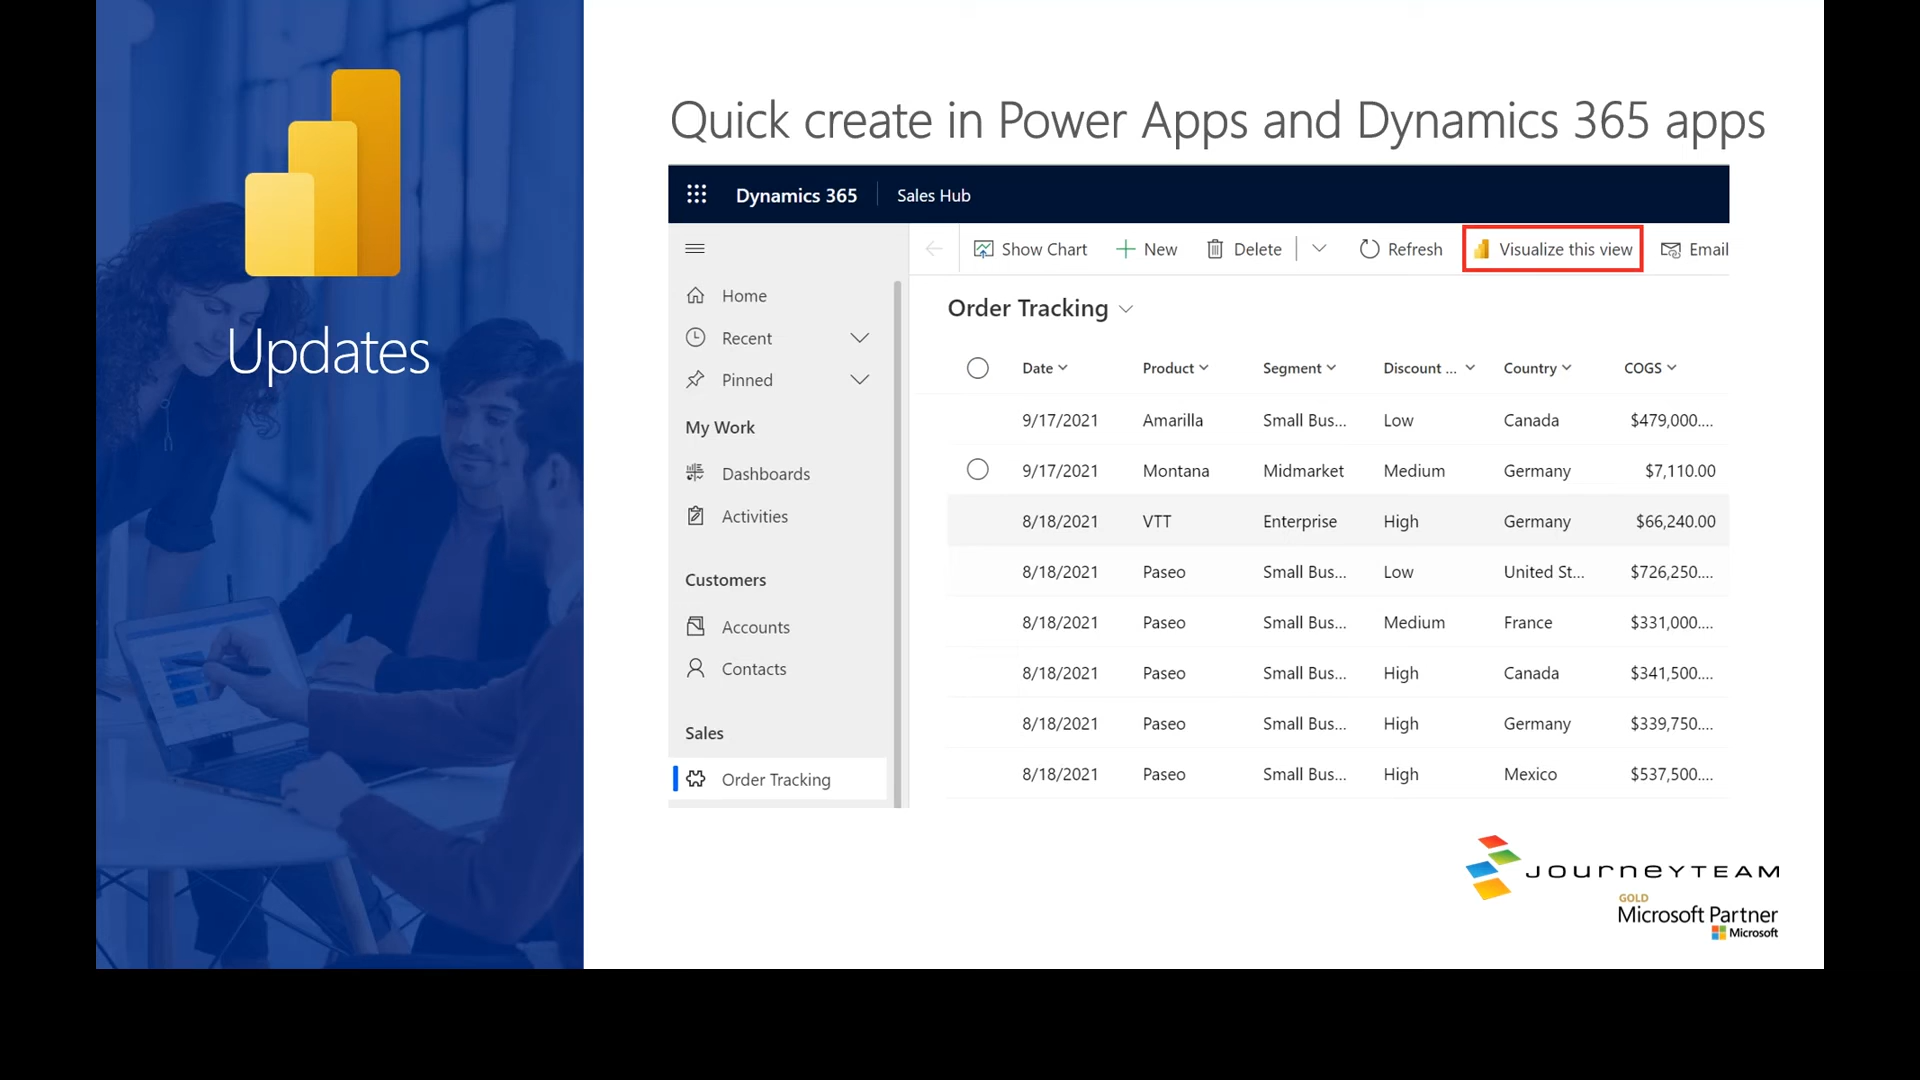 Updates
Quick create in Power Apps and Dynamics 365 apps
Dynamics 365 Sales Hub
Show Chart New Delete Refresh Visualize this view Email
Home
Recent
Pinned
My Work
Dashboards
Activities
Customers
Accounts
Contacts
Sales
Order Tracking
Order Tracking
Date Product Segment Discount ... Country COGS
9/17/2021 Amarilla Small Bus... Low Canada $479,000....
9/17/2021 Montana Midmarket Medium Germany $7,110.00
8/18/2021 VTT Enterprise High Germany $66,240.00
8/18/2021 Paseo Small Bus... Low United St... $726,250....
8/18/2021 Paseo Small Bus... Medium France $331,000....
8/18/2021 Paseo Small Bus... High Canada $341,500....
8/18/2021 Paseo Small Bus... High Germany $339,750....
8/18/2021 Paseo Small Bus... High Mexico $537,500....
JOURNEYTEAM
GOLD
Microsoft Partner
Microsoft